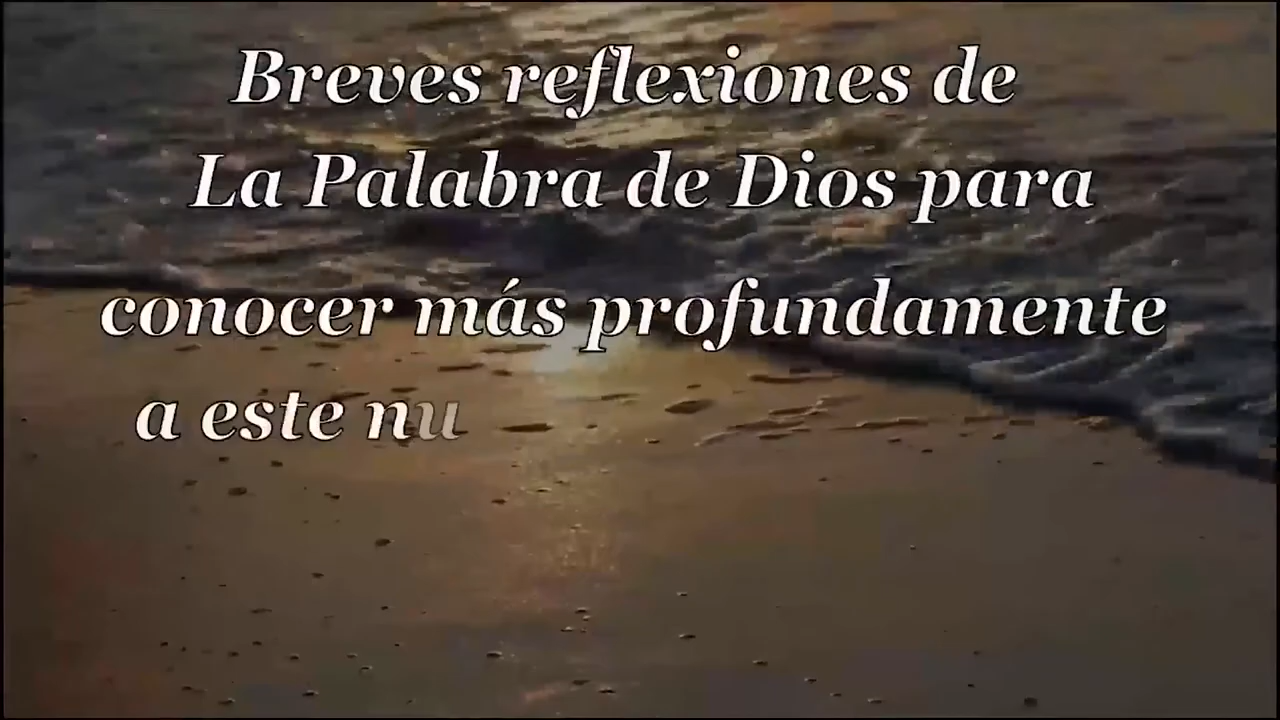 Breves reflexiones de
La Palabra de Dios para
conocer más profundamente
a este nu